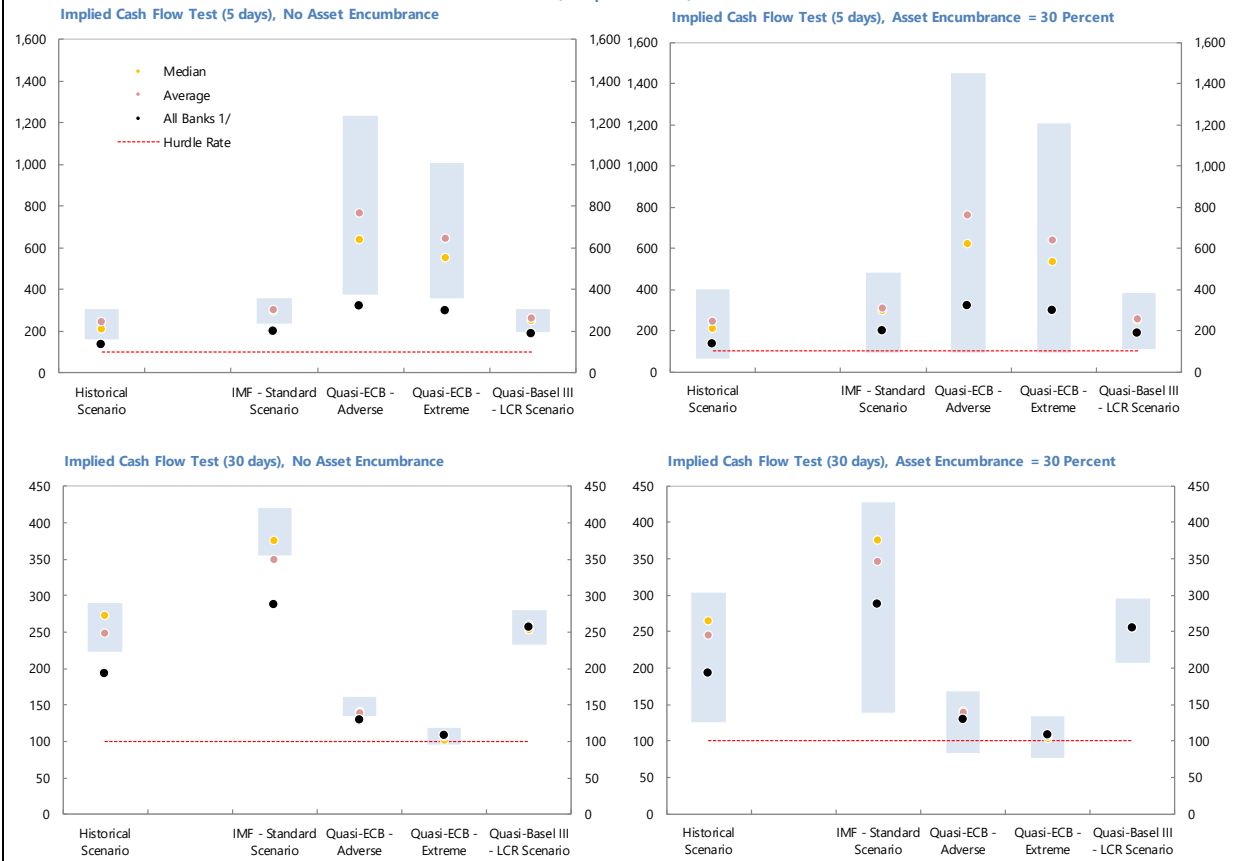 Implied Cash Flow Test (5 days), No Asset Encumbrance
1,600 1,600
1,400 1,400
1,200 1,200
1,000 1,000
800 800
600 600
400 400
200 200
0 0
Median
Average
All Banks 1/
Hurdle Rate
Historical Scenario
IMF - Standard Scenario
Quasi-ECB - Adverse
Quasi-ECB - Extreme
Quasi-Basel III - LCR Scenario
Implied Cash Flow Test (5 days), Asset Encumbrance = 30 Percent
1,600 1,600
1,400 1,400
1,200 1,200
1,000 1,000
800 800
600 600
400 400
200 200
0 0
Historical Scenario
IMF - Standard Scenario
Quasi-ECB - Adverse
Quasi-ECB - Extreme
Quasi-Basel III - LCR Scenario
Implied Cash Flow Test (30 days), No Asset Encumbrance
450 450
400 400
350 350
300 300
250 250
200 200
150 150
100 100
50 50
0 0
Historical Scenario
IMF - Standard Scenario
Quasi-ECB - Adverse
Quasi-ECB - Extreme
Quasi-Basel III - LCR Scenario
Implied Cash Flow Test (30 days), Asset Encumbrance = 30 Percent
450 450
400 400
350 350
300 300
250 250
200 200
150 150
100 100
50 50
0 0
Historical Scenario
IMF - Standard Scenario
Quasi-ECB - Adverse
Quasi-ECB - Extreme
Quasi-Basel III - LCR Scenario